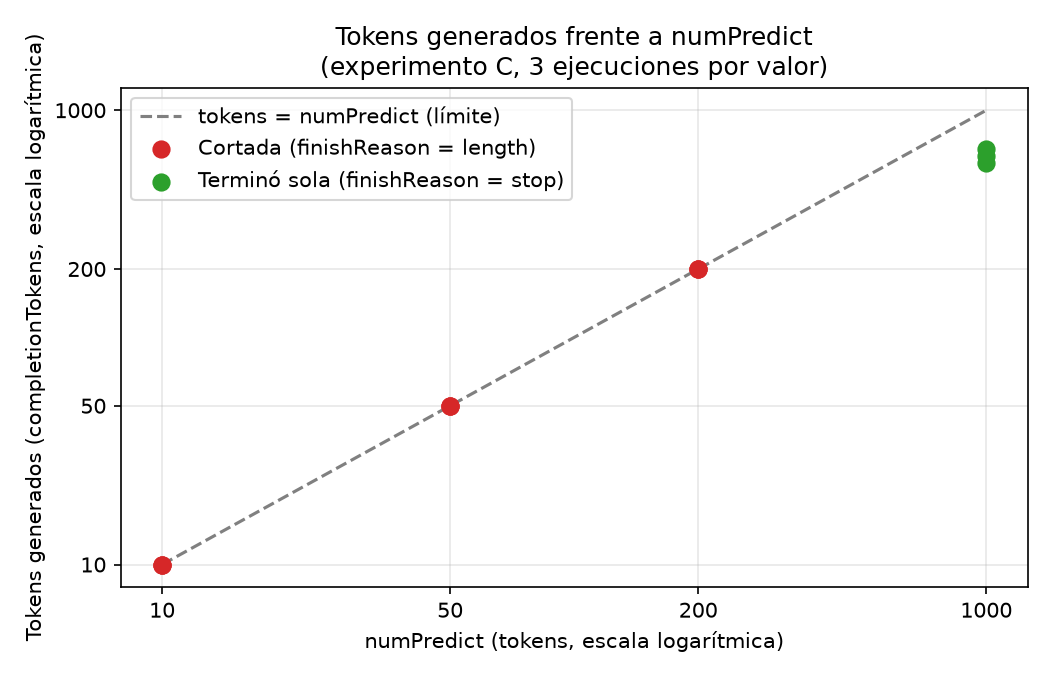 Tokens generados frente a numPredict
(experimento C, 3 ejecuciones por valor)
Tokens generados (completionTokens, escala logarítmica)
1000
200
50
10
tokens = numPredict (límite)
Cortada (finishReason = length)
Terminó sola (finishReason = stop)
10
50
200
1000
numPredict (tokens, escala logarítmica)